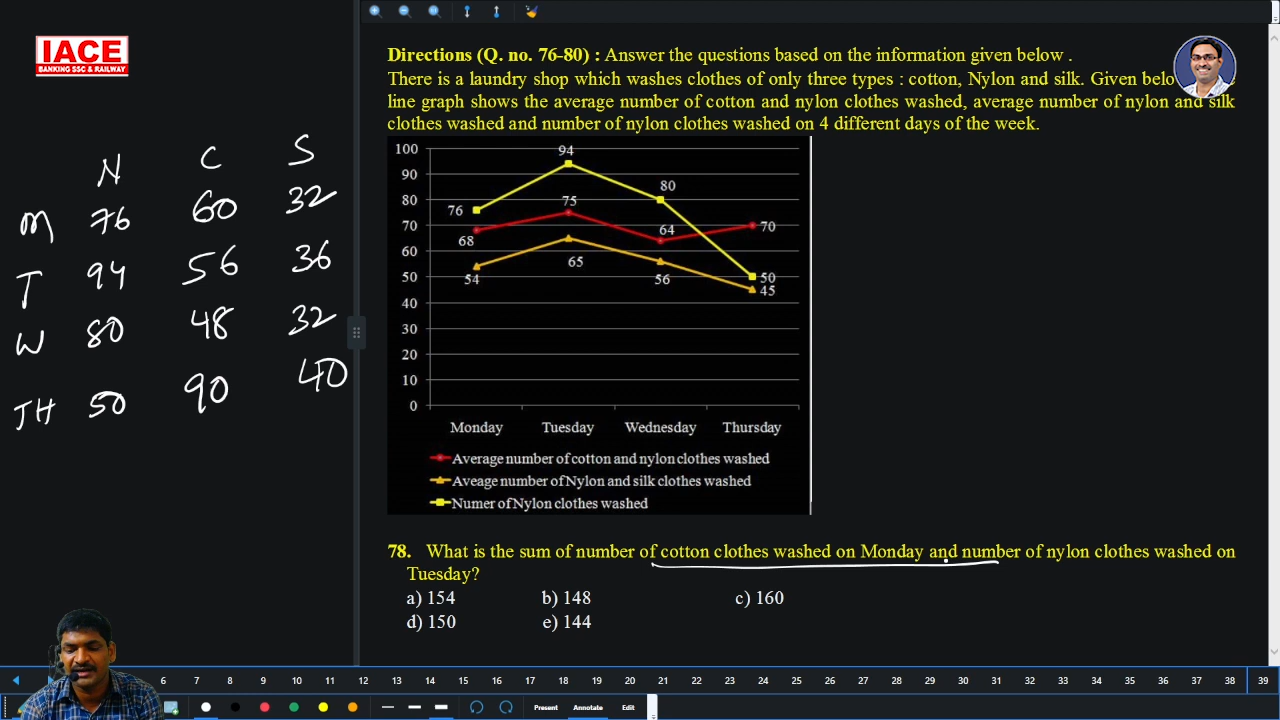 IACE
BANKING SSC & RAILWAY
Directions (Q. no. 76-80) : Answer the questions based on the information given below .
There is a laundry shop which washes clothes of only three types : cotton, Nylon and silk. Given belo
line graph shows the average number of cotton and nylon clothes washed, average number of nylon and silk
clothes washed and number of nylon clothes washed on 4 different days of the week.
N C S
M 76 60 32
T 94 56 36
W 80 48 32
TH 50 90 40
100
90
80
70
60
50
40
30
20
10
0
76 94 80 50
68 75 64 70
54 65 56 45
Monday Tuesday Wednesday Thursday
Average number of cotton and nylon clothes washed
Aveage number of Nylon and silk clothes washed
Numer of Nylon clothes washed
78. What is the sum of number of cotton clothes washed on Monday and number of nylon clothes washed on
Tuesday?
a) 154 b) 148 c) 160
d) 150 e) 144
6 7 8 9 10 11 12 13 14 15 16 17 18 19 20 21 22 23 24 25 26 27 28 29 30 31 32 33 34 35 36 37 38 39
Present Annotate Edit